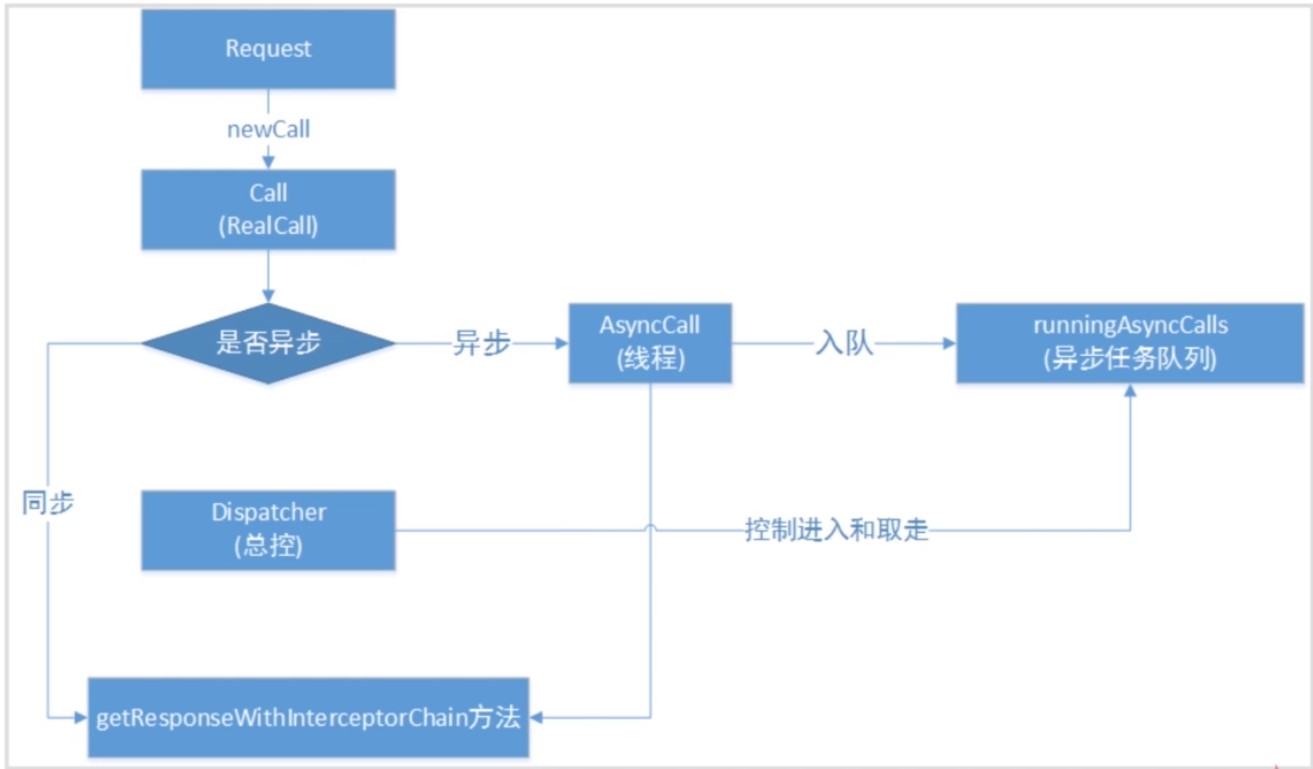 Request
newCall
Call
(RealCall)
是否异步
异步
AsyncCall
(线程)
入队
runningAsyncCalls
(异步任务队列)
同步
Dispatcher
(总控)
控制进入和取走
getResponseWithInterceptorChain方法